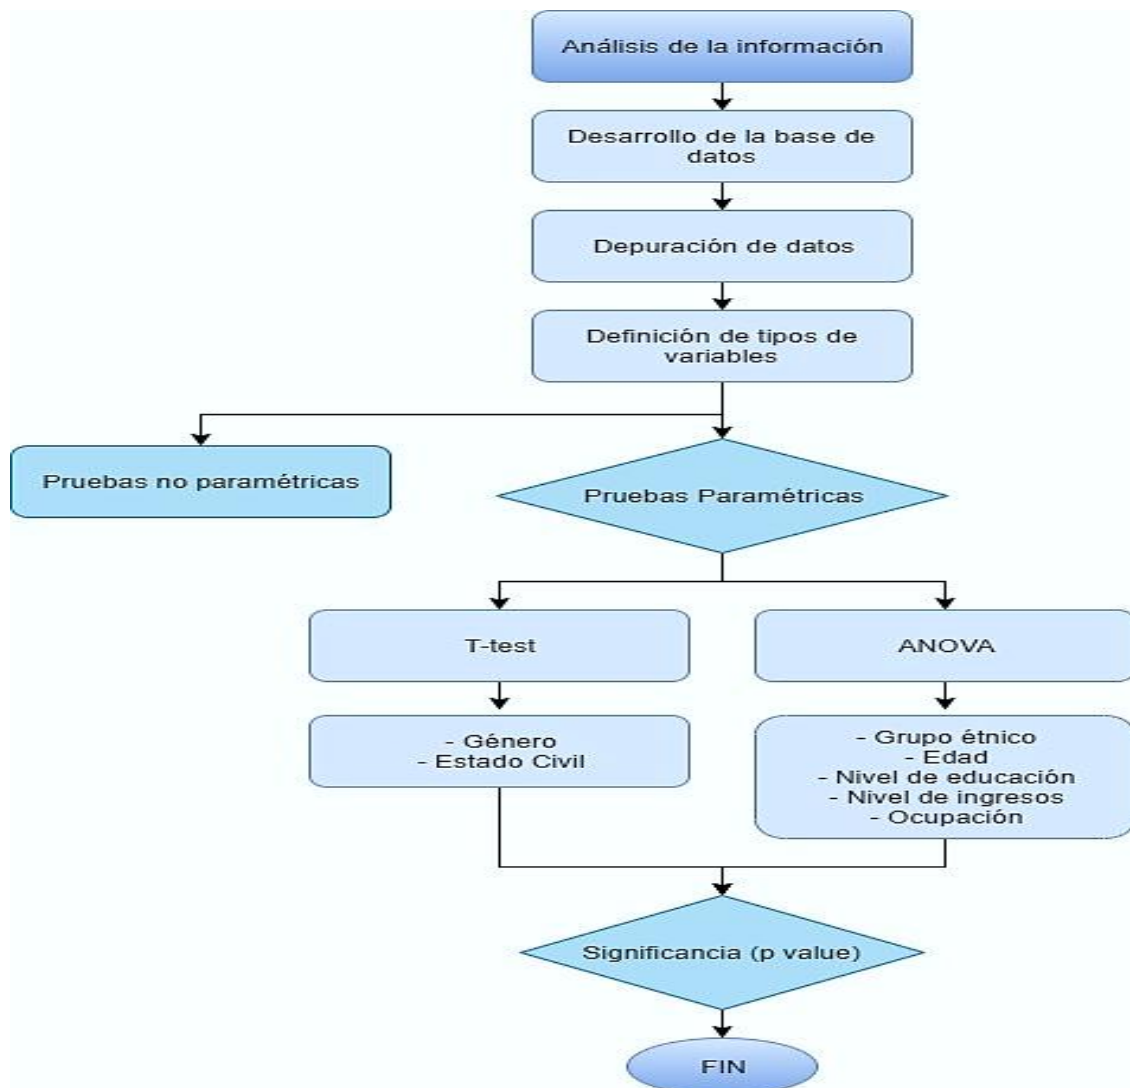 Análisis de la información
Desarrollo de la base de
datos
Depuración de datos
Definición de tipos de
variables
Pruebas no paramétricas
Pruebas Paramétricas
T-test
ANOVA
- Género
- Estado Civil
- Grupo étnico
- Edad
- Nivel de educación
- Nivel de ingresos
- Ocupación
Significancia (p value)
FIN